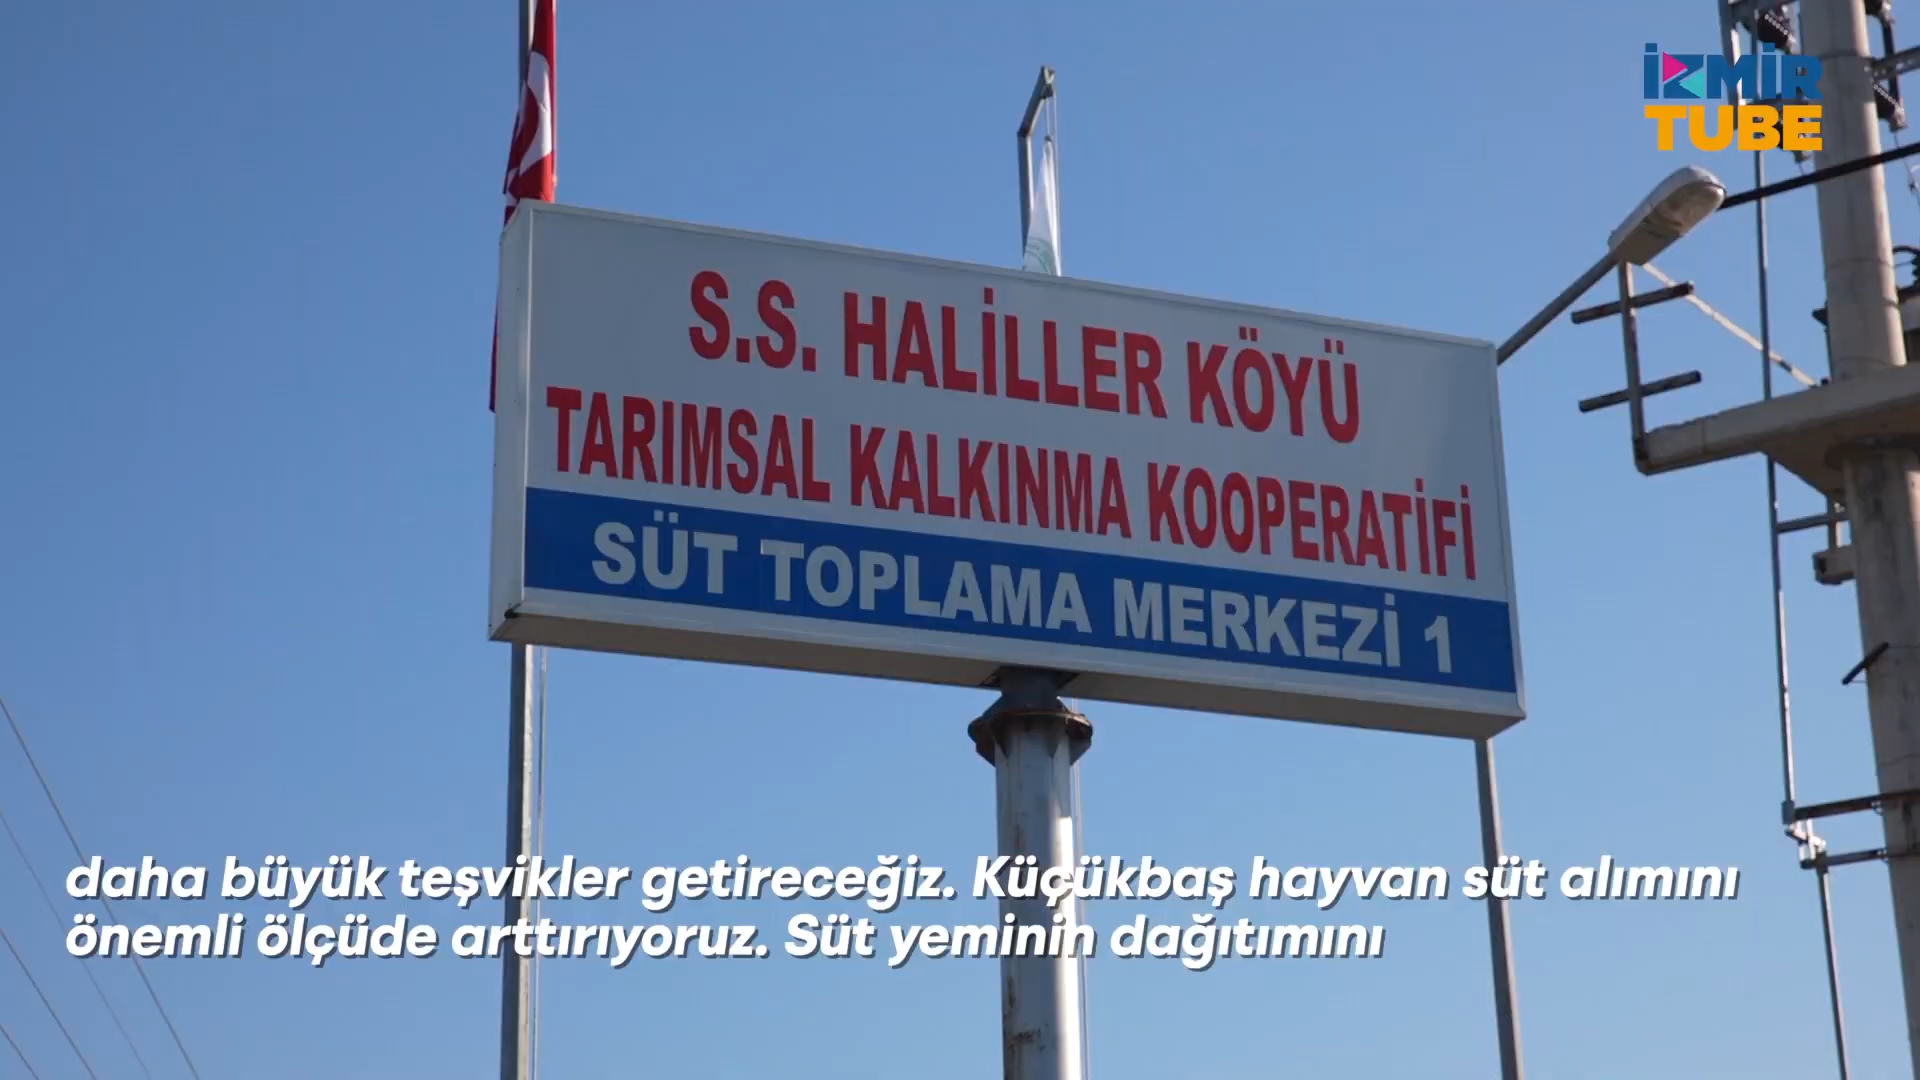 İZMİR
TUBE
S.S. HALİLLER KÖYÜ
TARIMSAL KALKINMA KOOPERATİFİ
SÜT TOPLAMA MERKEZİ 1
daha büyük teşvikler getireceğiz. Küçükbaş hayvan süt alımını
önemli ölçüde arttırıyoruz. Süt yeminin dağıtımını